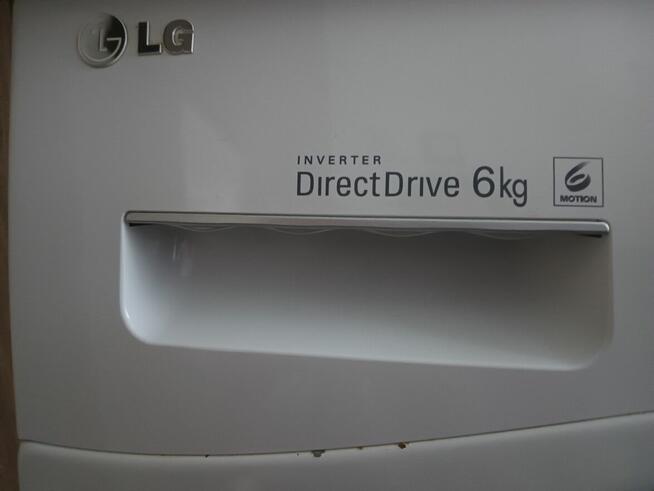 LG
INVERTER
DirectDrive 6kg
6
MOTION